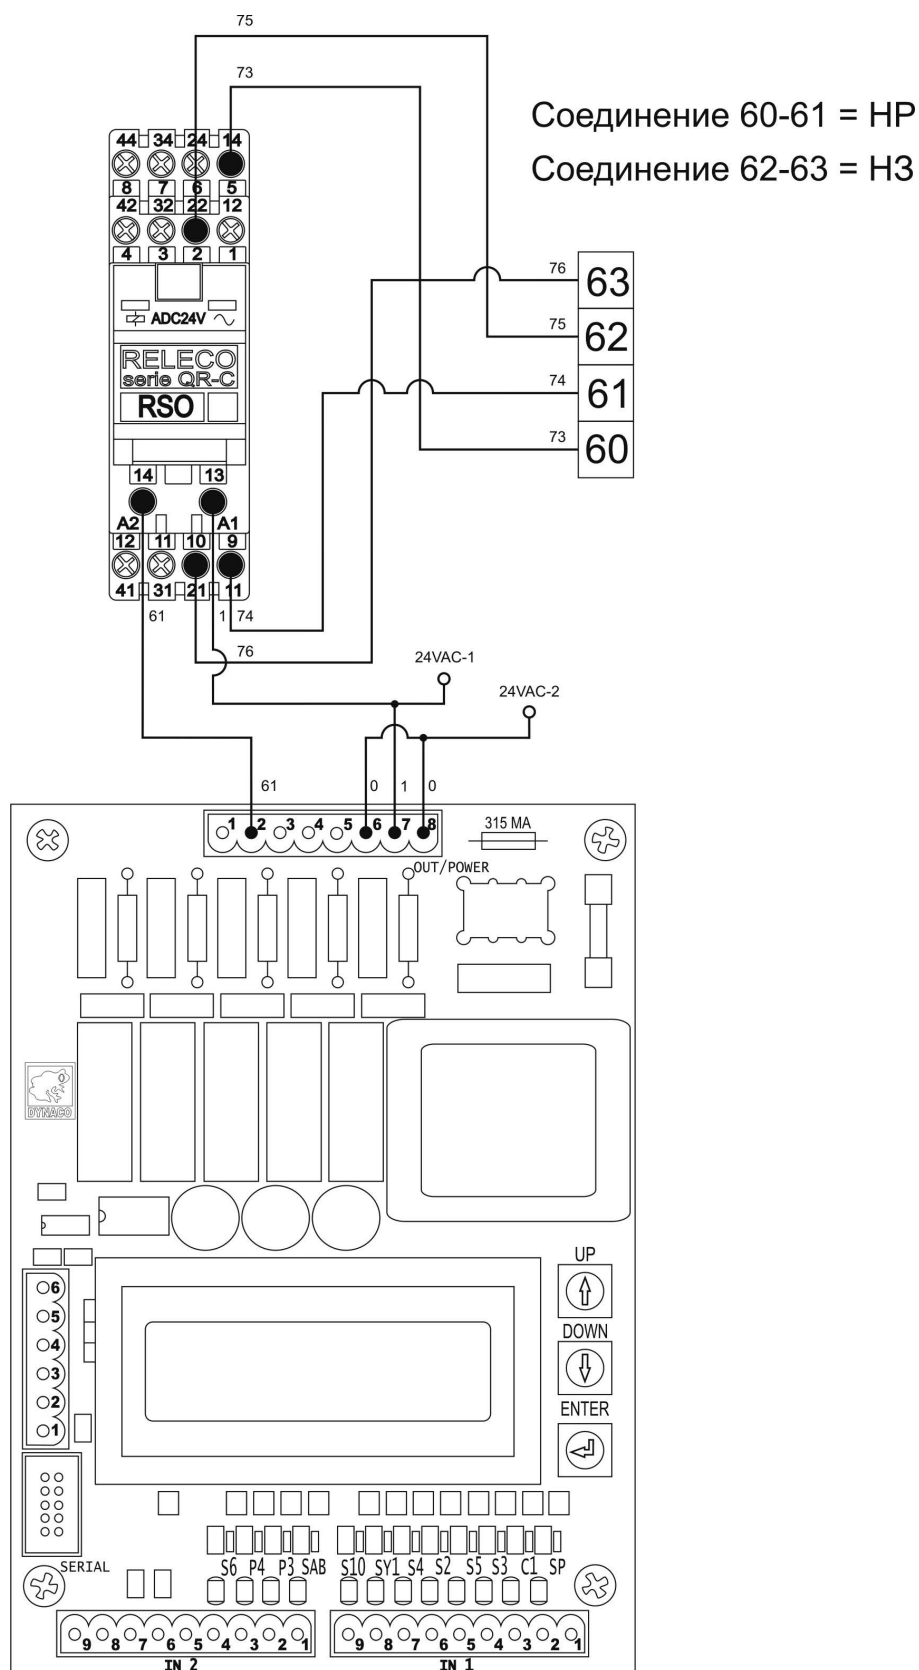 75
73
Соединение 60-61 = НР
Соединение 62-63 = НЗ
44 34 24 14
8 7 6 5
42 32 22 12
4 3 2 1
ADC24V
RELECO
serie QR-C
RSO
14 13
A2 A1
12 11 10 9
41 31 21 11
76 63
75 62
74 61
73 60
61 1 74
76
24VAC-1
24VAC-2
61 0 1 0
1 2 3 4 5 6 7 8
315 MA
OUT/POWER
DYNACO
UP
DOWN
ENTER
6
5
4
3
2
1
SERIAL
S6 P4 P3 SAB S10 SY1 S4 S2 S5 S3 C1 SP
9 8 7 6 5 4 3 2 1
9 8 7 6 5 4 3 2 1
IN 2
IN 1